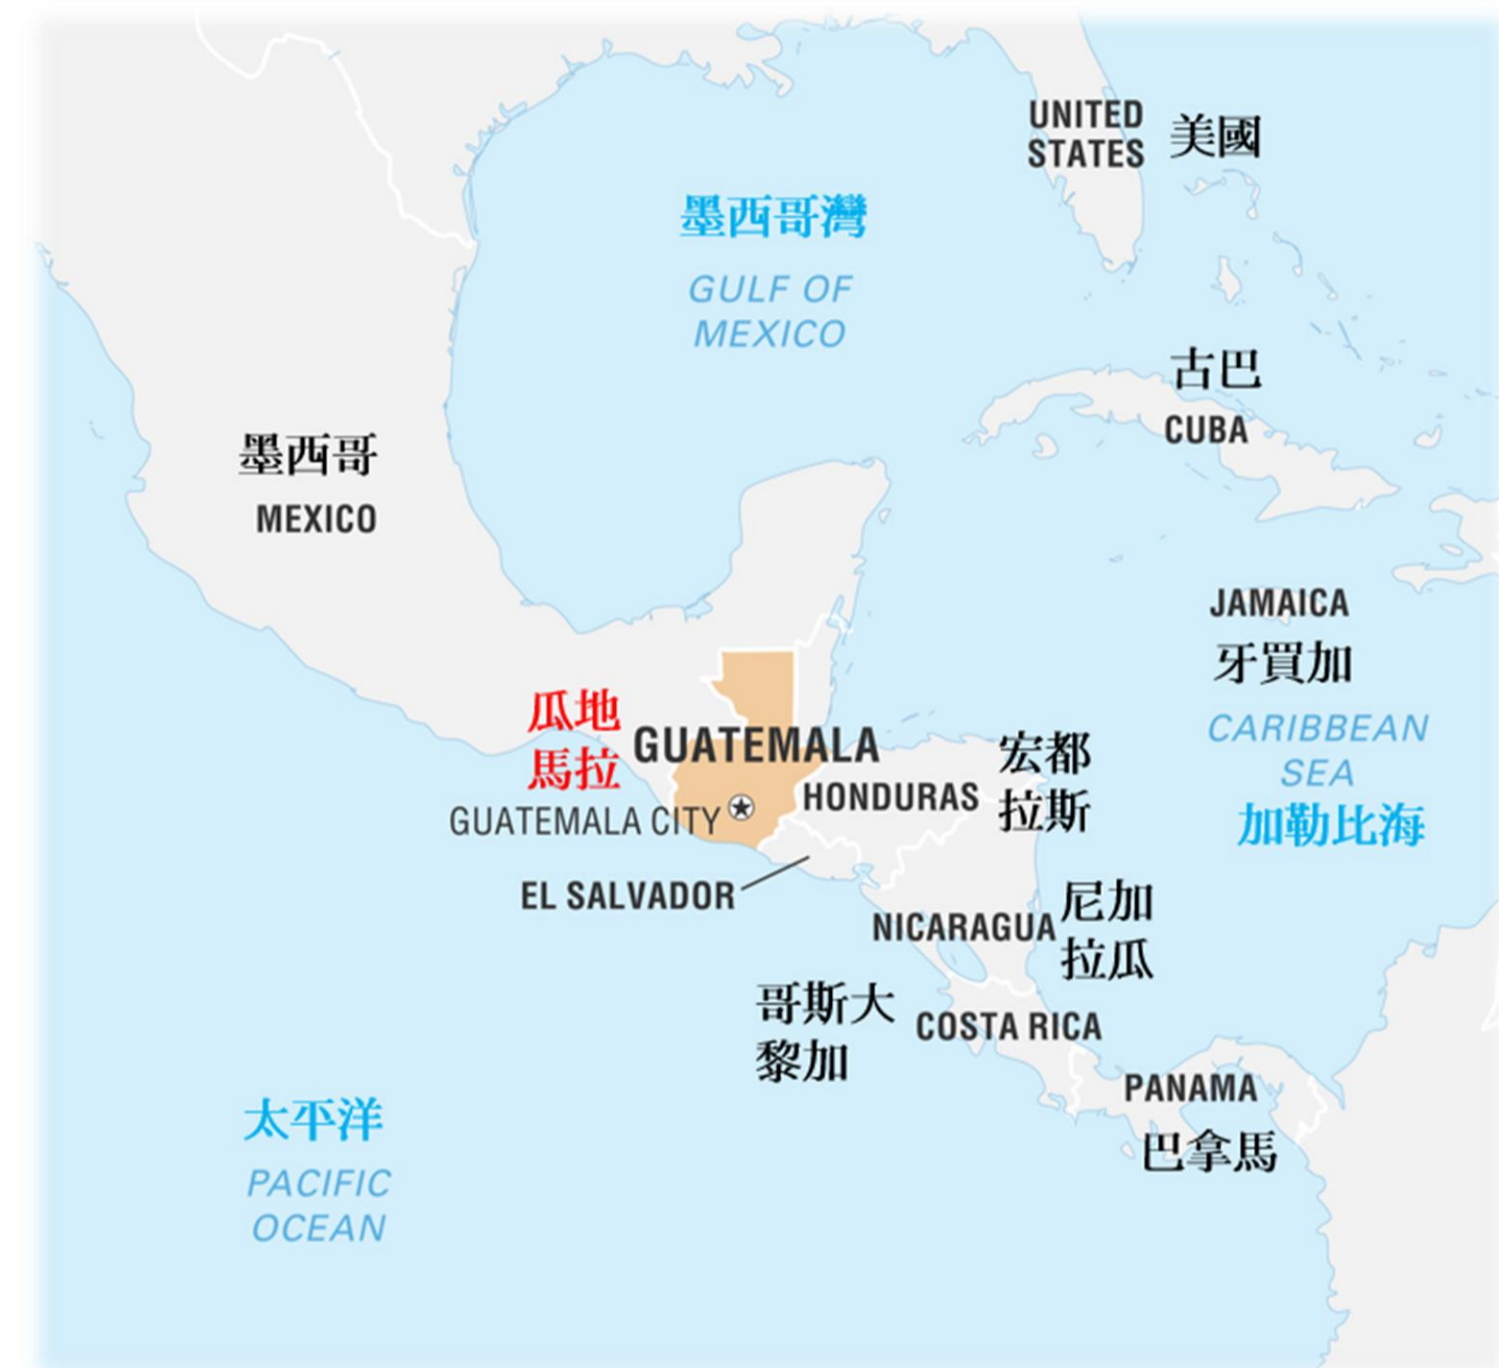 UNITED
STATES
美國
墨西哥灣
GULF OF
MEXICO
古巴
CUBA
墨西哥
MEXICO
JAMAICA
牙買加
瓜地
馬拉
GUATEMALA
GUATEMALA CITY
HONDURAS
宏都
拉斯
CARIBBEAN
SEA
加勒比海
EL SALVADOR
NICARAGUA
尼加
拉瓜
哥斯大
黎加
COSTA RICA
PANAMA
巴拿馬
太平洋
PACIFIC
OCEAN